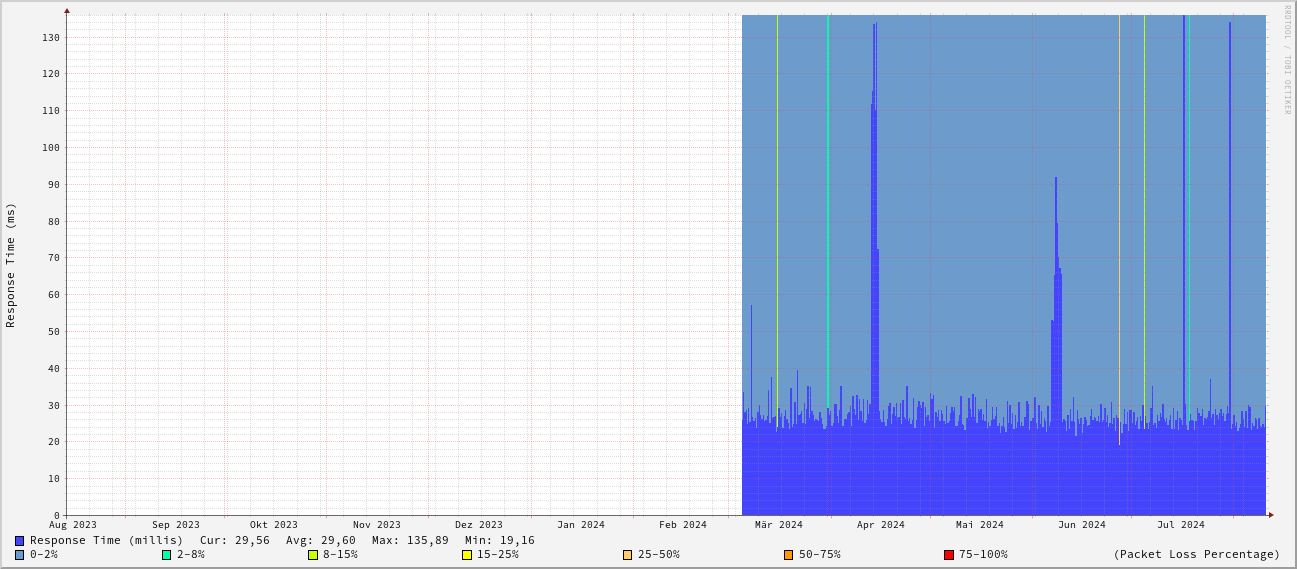 RRDTOOL / TOBI OETIKER
Response Time (ms)
130
120
110
100
90
80
70
60
50
40
30
20
10
0
Aug 2023 Sep 2023 Okt 2023 Nov 2023 Dez 2023 Jan 2024 Feb 2024 Mär 2024 Apr 2024 Mai 2024 Jun 2024 Jul 2024
Response Time (millis) Cur: 29,56 Avg: 29,60 Max: 135,89 Min: 19,16
0-2% 2-8% 8-15% 15-25% 25-50% 50-75% 75-100% (Packet Loss Percentage)